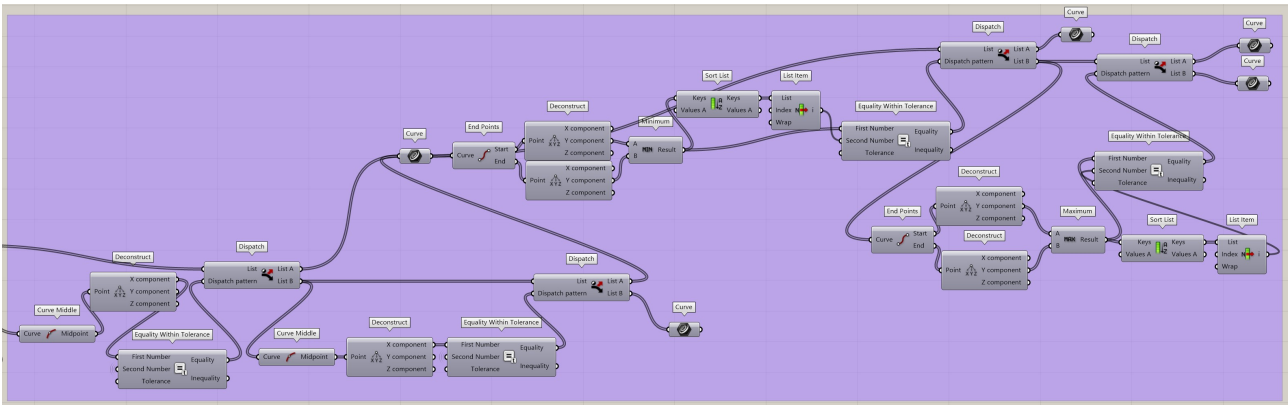 Curve
Dispatch
List List A
Dispatch pattern List B
Curve
Curve
Dispatch
List List A
Dispatch pattern List B
Sort List
Keys Keys
Values A Values A
List Item
List
Index i
Wrap
Deconstruct
X component
Point Y component
Z component
X component
Point Y component
Z component
Minimum
A
MIN Result
B
Equality Within Tolerance
First Number Equality
Second Number
Tolerance Inequality
Curve
End Points
Curve Start
End
Equality Within Tolerance
First Number Equality
Second Number
Tolerance Inequality
Deconstruct
X component
Point Y component
Z component
End Points
Curve Start
End
Deconstruct
X component
Point Y component
Z component
Maximum
A
MAX Result
B
Sort List
Keys Keys
Values A Values A
List Item
List
Index i
Wrap
Deconstruct
X component
Point Y component
Z component
Dispatch
List List A
Dispatch pattern List B
Dispatch
List List A
Dispatch pattern List B
Curve
Curve Middle
Curve Midpoint
Equality Within Tolerance
First Number Equality
Second Number
Tolerance Inequality
Curve Middle
Curve Midpoint
Deconstruct
X component
Point Y component
Z component
Equality Within Tolerance
First Number Equality
Second Number
Tolerance Inequality